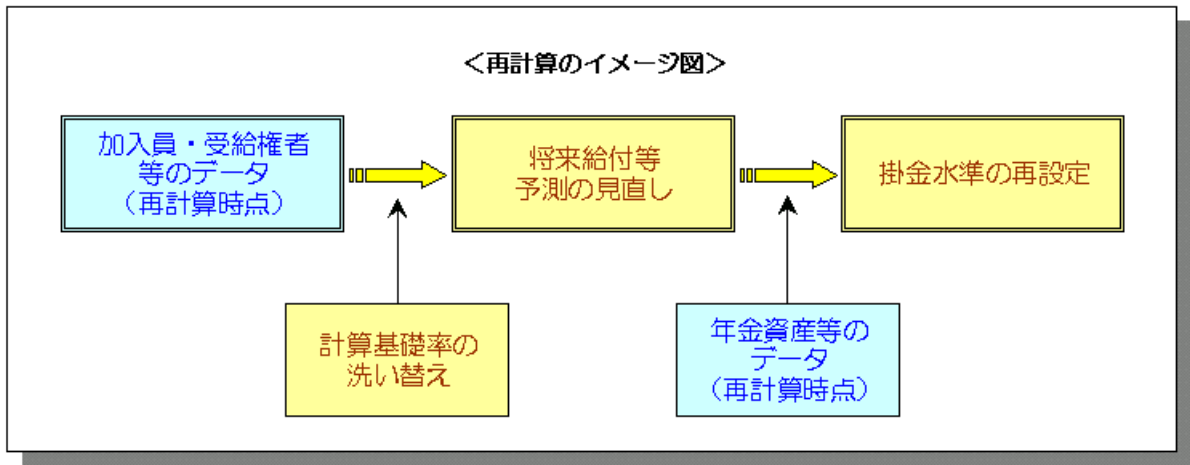 ＜再計算のイメージ図＞
加入員・受給権者
等のデータ
（再計算時点）
将来給付等
予測の見直し
掛金水準の再設定
計算基礎率の
洗い替え
年金資産等の
データ
（再計算時点）